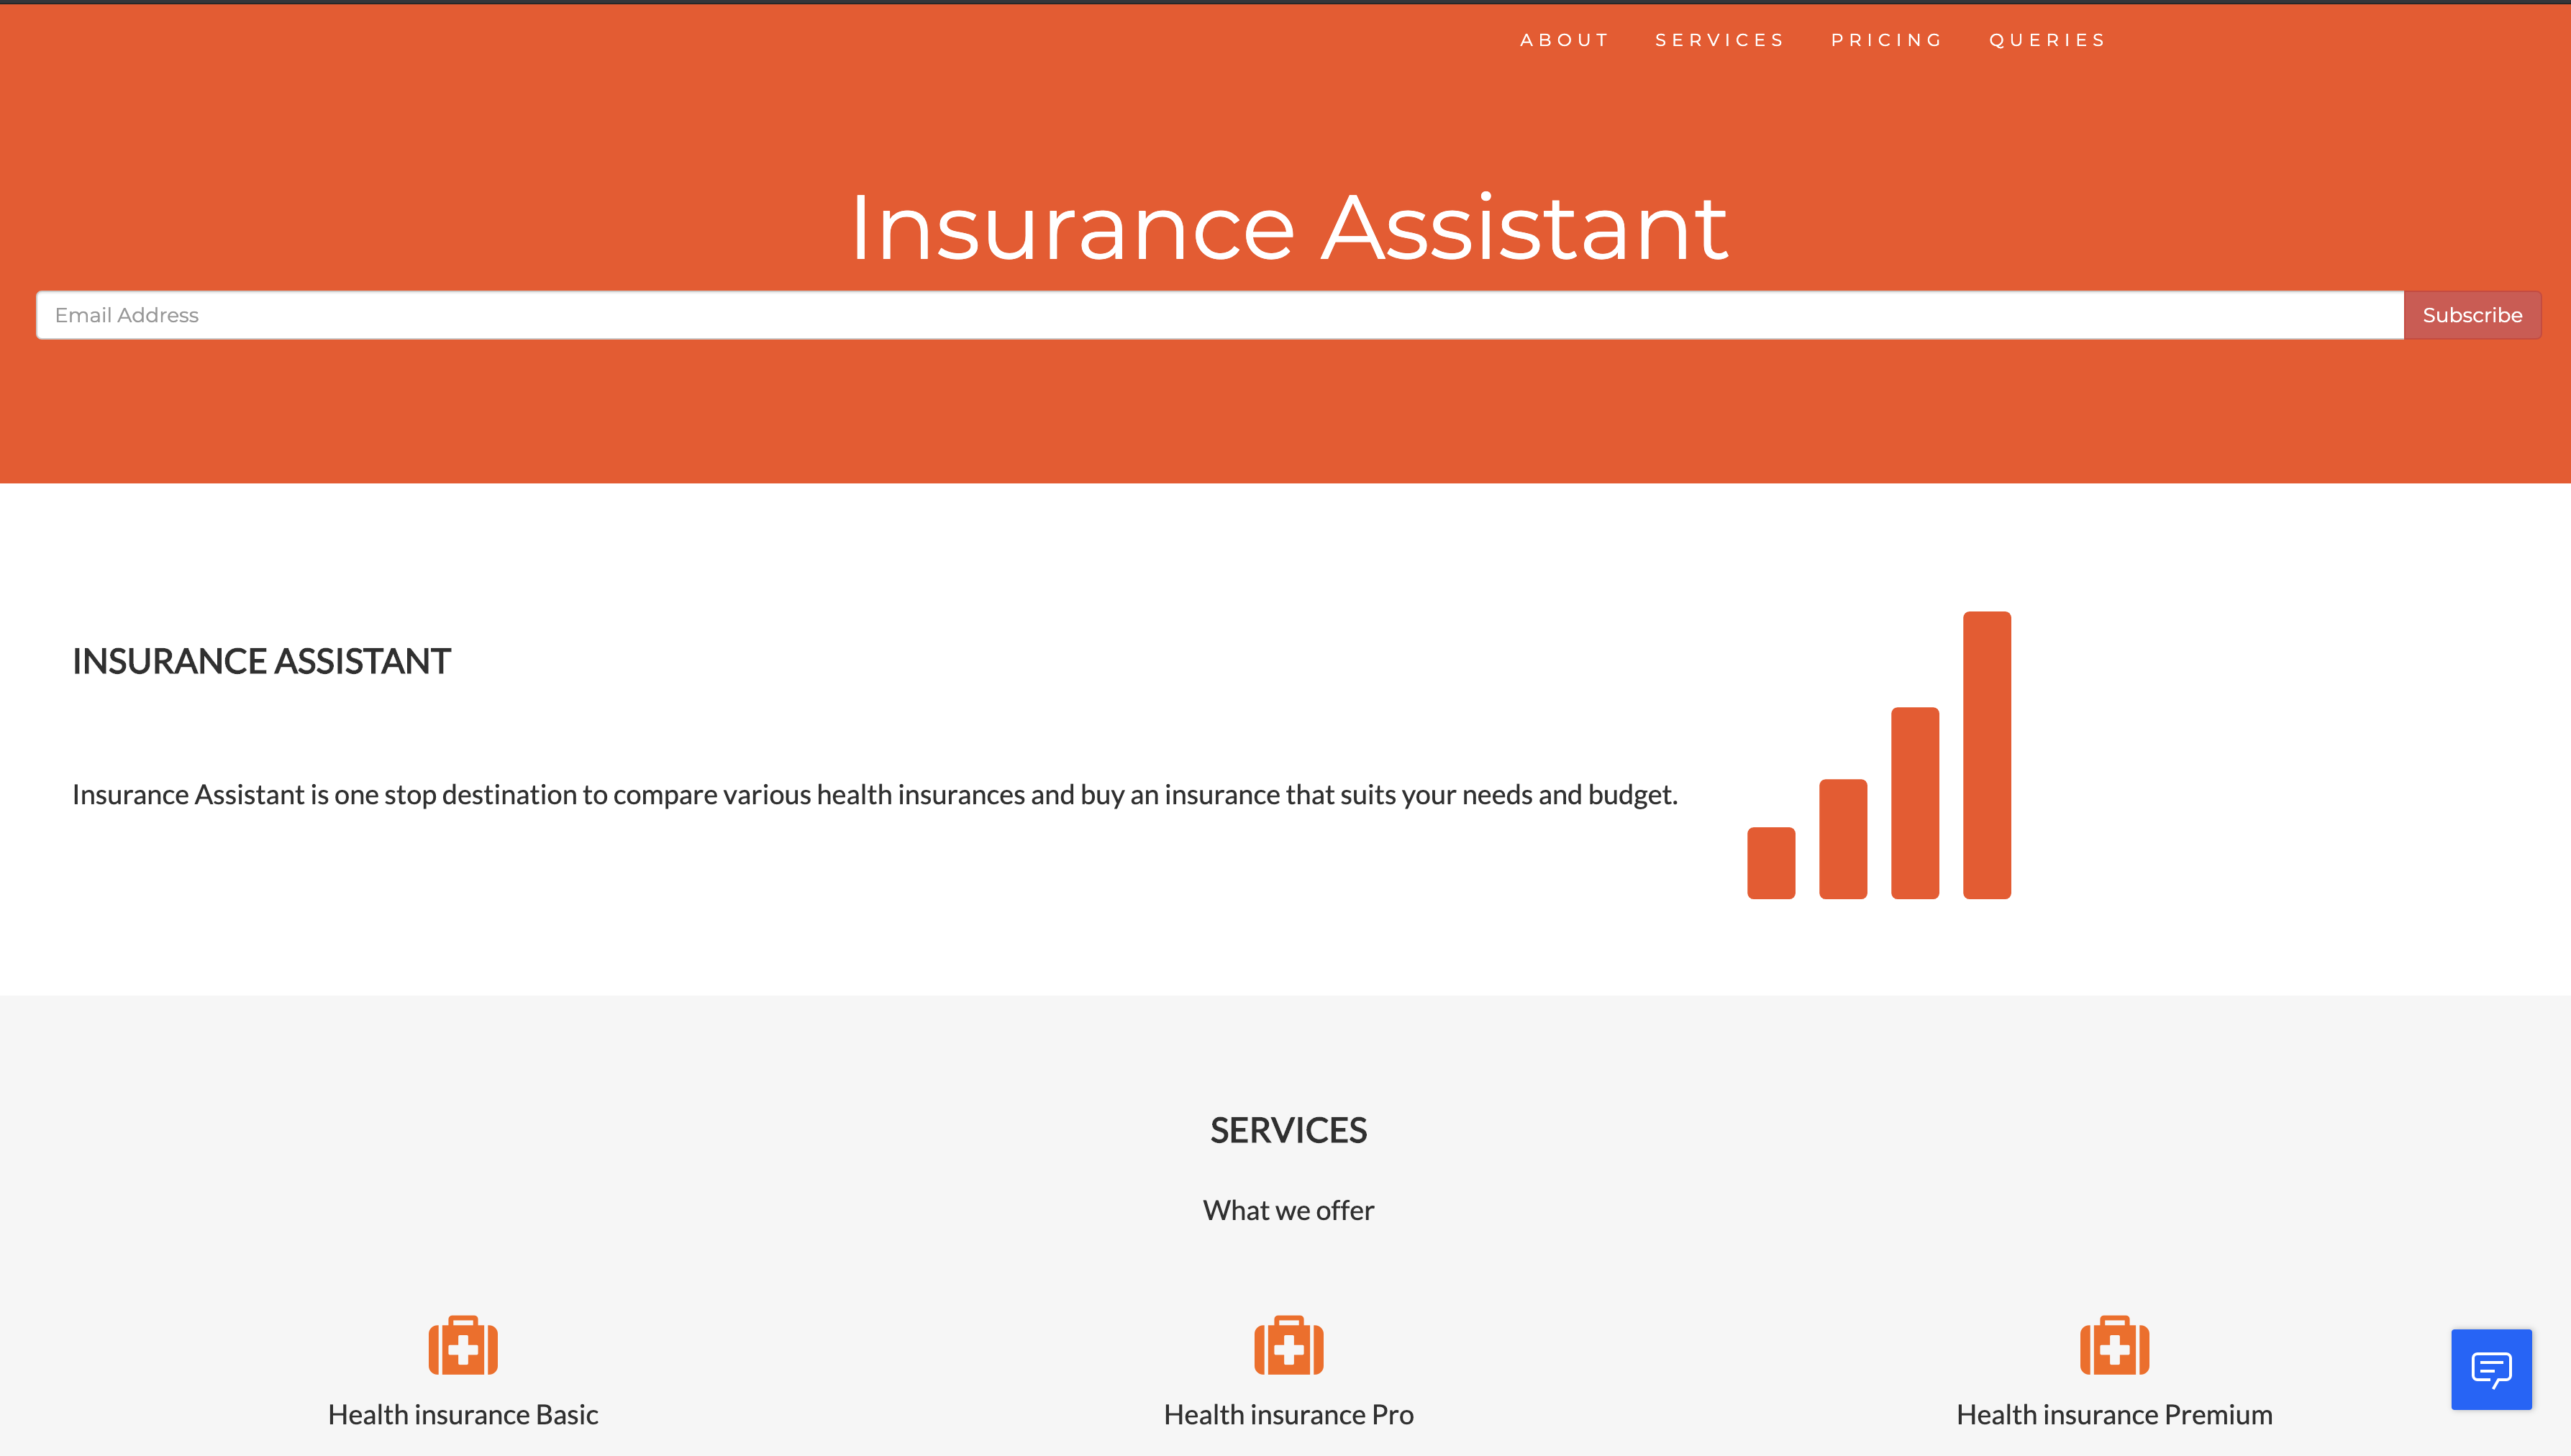 ABOUT SERVICES PRICING QUERIES
Insurance Assistant
Email Address Subscribe
INSURANCE ASSISTANT
Insurance Assistant is one stop destination to compare various health insurances and buy an insurance that suits your needs and budget.
SERVICES
What we offer
Health insurance Basic Health insurance Pro Health insurance Premium